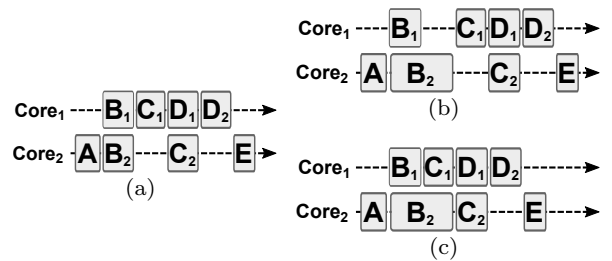 Core₁ B₁ C₁ D₁ D₂
Core₂ A B₂ C₂ E
(a)
Core₁ B₁ C₁ D₁ D₂
Core₂ A B₂ C₂ E
(b)
Core₁ B₁ C₁ D₁ D₂
Core₂ A B₂ C₂ E
(c)